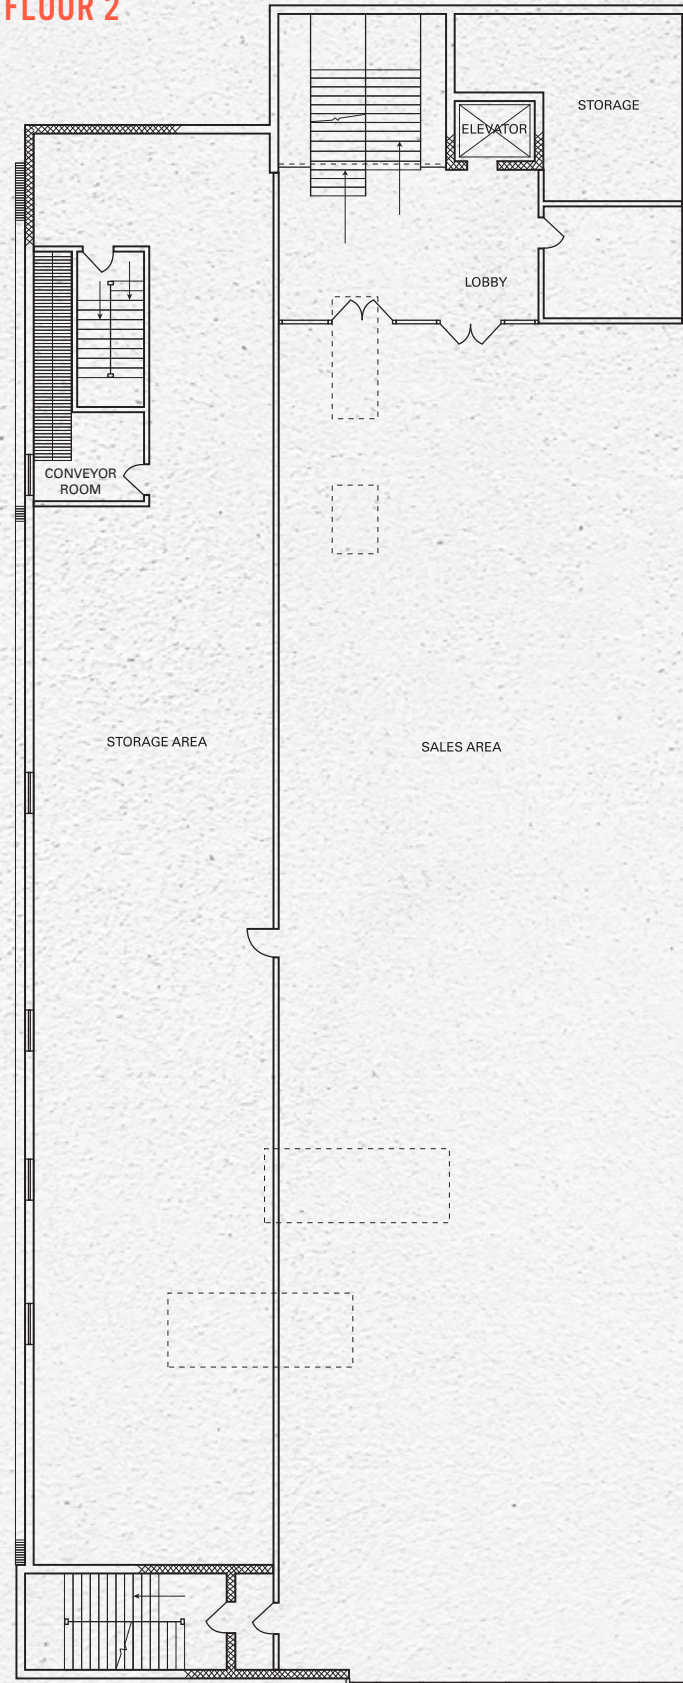 FLOOR 2
STORAGE
ELEVATOR
LOBBY
CONVEYOR
ROOM
STORAGE AREA
SALES AREA